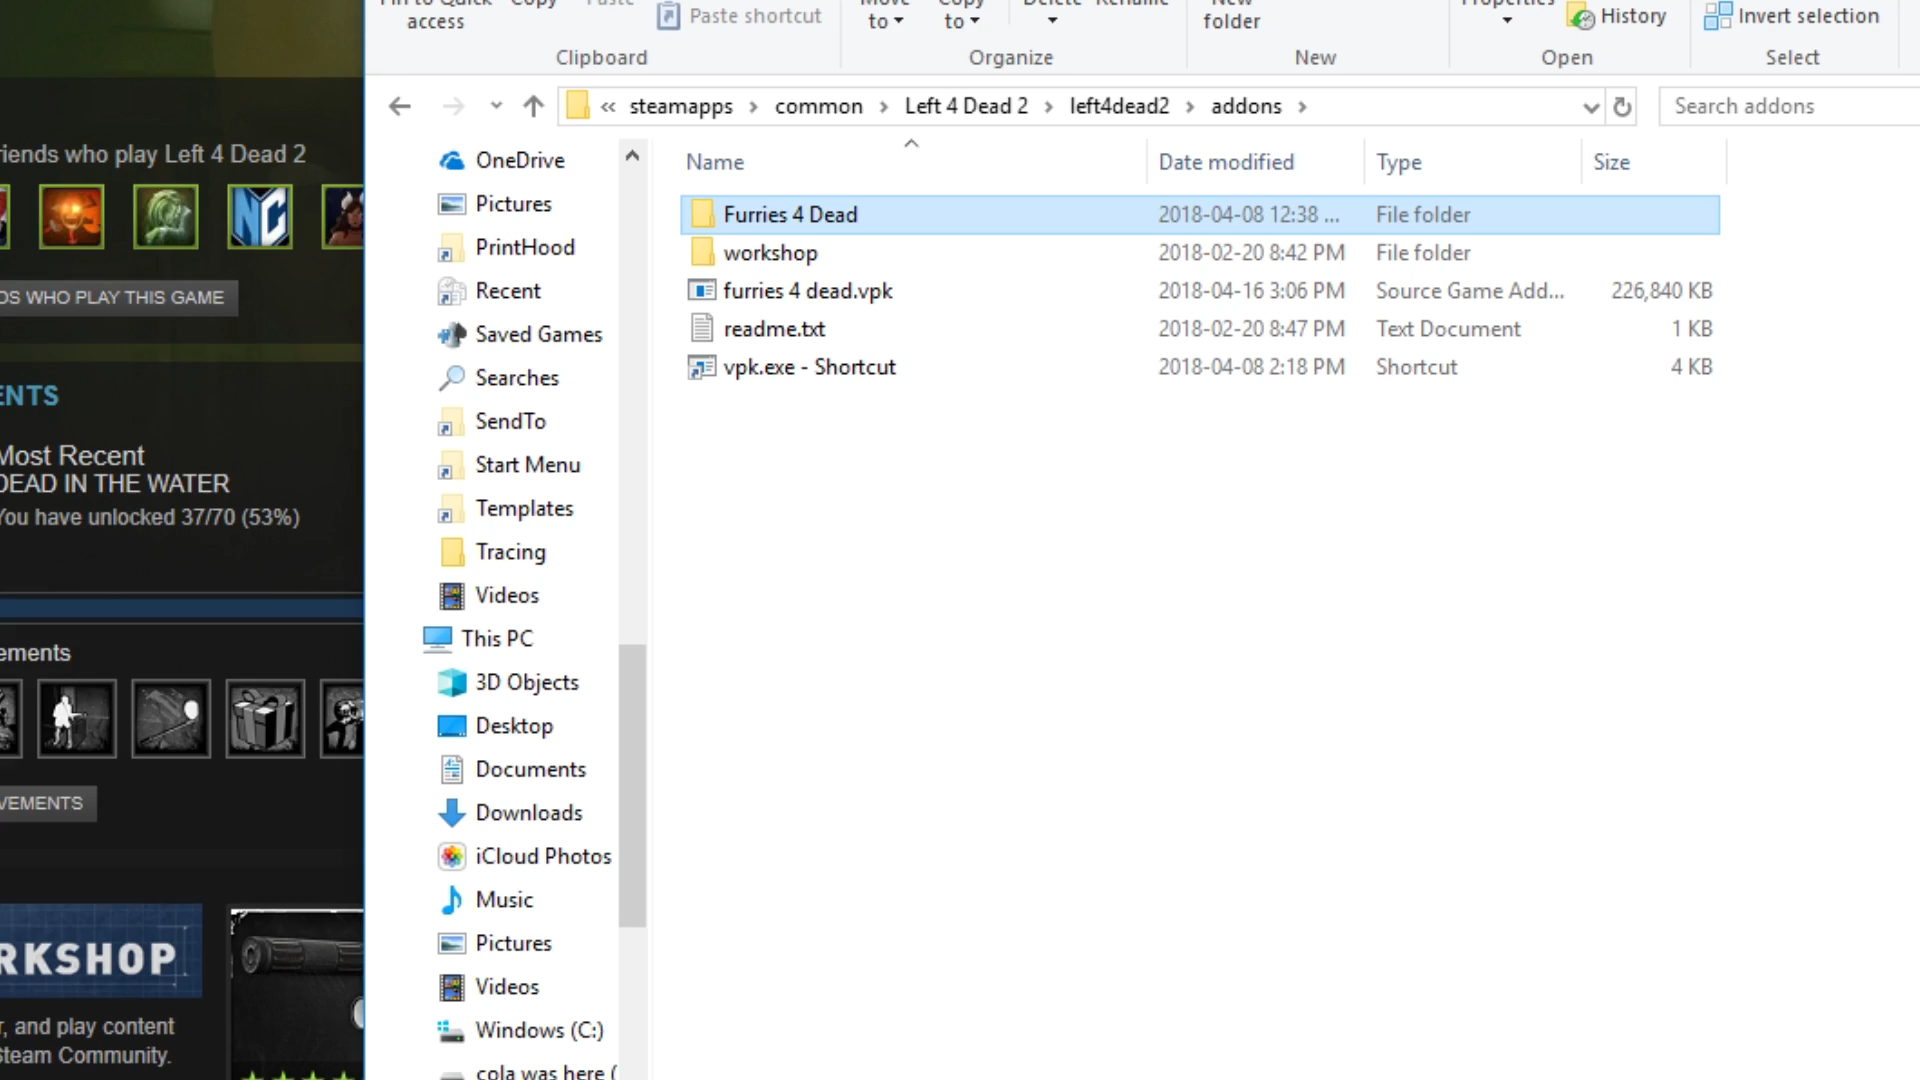 access
Copy
Paste shortcut
Move
to
Copy
to
Delete
Rename
New
folder
Properties
History
Invert selection
Clipboard
Organize
New
Open
Select
« steamapps > common > Left 4 Dead 2 > left4dead2 > addons >
Search addons
riends who play Left 4 Dead 2
DS WHO PLAY THIS GAME
ENTS
Most Recent
DEAD IN THE WATER
You have unlocked 37/70 (53%)
ements
VEMENTS
RKSHOP
r, and play content
Steam Community.
OneDrive
Pictures
PrintHood
Recent
Saved Games
Searches
SendTo
Start Menu
Templates
Tracing
Videos
This PC
3D Objects
Desktop
Documents
Downloads
iCloud Photos
Music
Pictures
Videos
Windows (C:)
cola was here (
Name Date modified Type Size
Furries 4 Dead 2018-04-08 12:38 ... File folder
workshop 2018-02-20 8:42 PM File folder
furries 4 dead.vpk 2018-04-16 3:06 PM Source Game Add... 226,840 KB
readme.txt 2018-02-20 8:47 PM Text Document 1 KB
vpk.exe - Shortcut 2018-04-08 2:18 PM Shortcut 4 KB